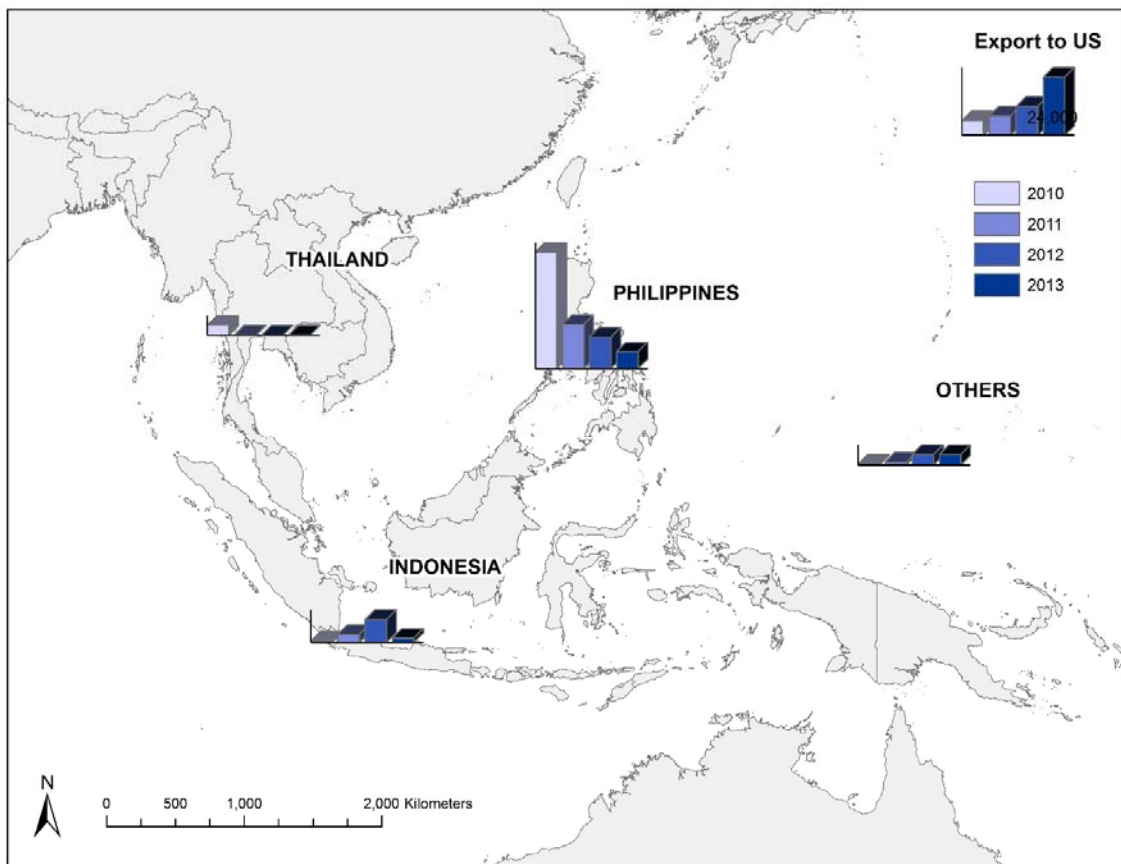 Export to US
24,000
2010
2011
2012
2013
THAILAND
PHILIPPINES
OTHERS
INDONESIA
N
0 500 1,000 2,000 Kilometers